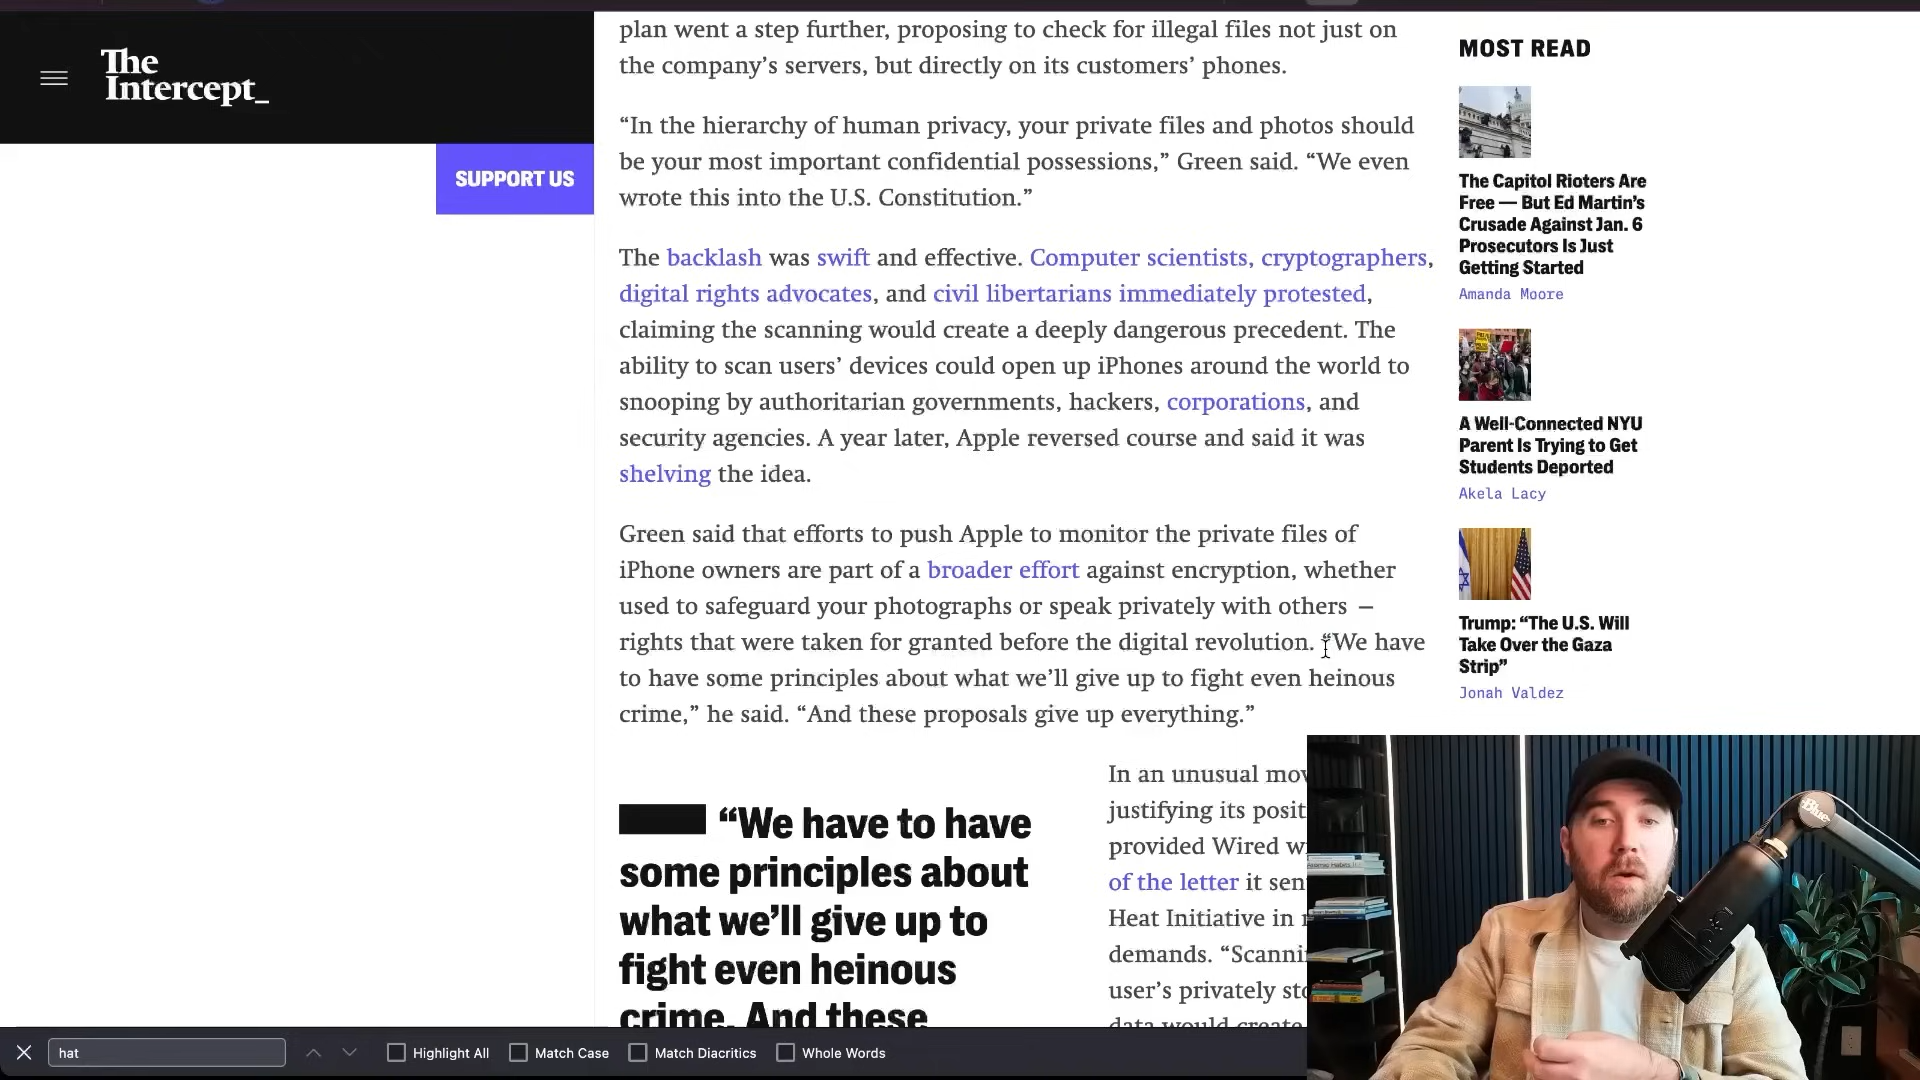 The
Intercept_
SUPPORT US
plan went a step further, proposing to check for illegal files not just on
the company’s servers, but directly on its customers’ phones.
“In the hierarchy of human privacy, your private files and photos should
be your most important confidential possessions,” Green said. “We even
wrote this into the U.S. Constitution.”
The backlash was swift and effective. Computer scientists, cryptographers,
digital rights advocates, and civil libertarians immediately protested,
claiming the scanning would create a deeply dangerous precedent. The
ability to scan users’ devices could open up iPhones around the world to
snooping by authoritarian governments, hackers, corporations, and
security agencies. A year later, Apple reversed course and said it was
shelving the idea.
Green said that efforts to push Apple to monitor the private files of
iPhone owners are part of a broader effort against encryption, whether
used to safeguard your photographs or speak privately with others —
rights that were taken for granted before the digital revolution. “We have
to have some principles about what we’ll give up to fight even heinous
crime,” he said. “And these proposals give up everything.”
“We have to have
some principles about
what we’ll give up to
fight even heinous
crime. And these
In an unusual mov
justifying its posit
provided Wired w
of the letter it sen
Heat Initiative in
demands. “Scanni
user’s privately sto
data would create
MOST READ
The Capitol Rioters Are
Free — But Ed Martin’s
Crusade Against Jan. 6
Prosecutors Is Just
Getting Started
Amanda Moore
A Well-Connected NYU
Parent Is Trying to Get
Students Deported
Akela Lacy
Trump: “The U.S. Will
Take Over the Gaza
Strip”
Jonah Valdez
Blue
hat
Highlight All
Match Case
Match Diacritics
Whole Words